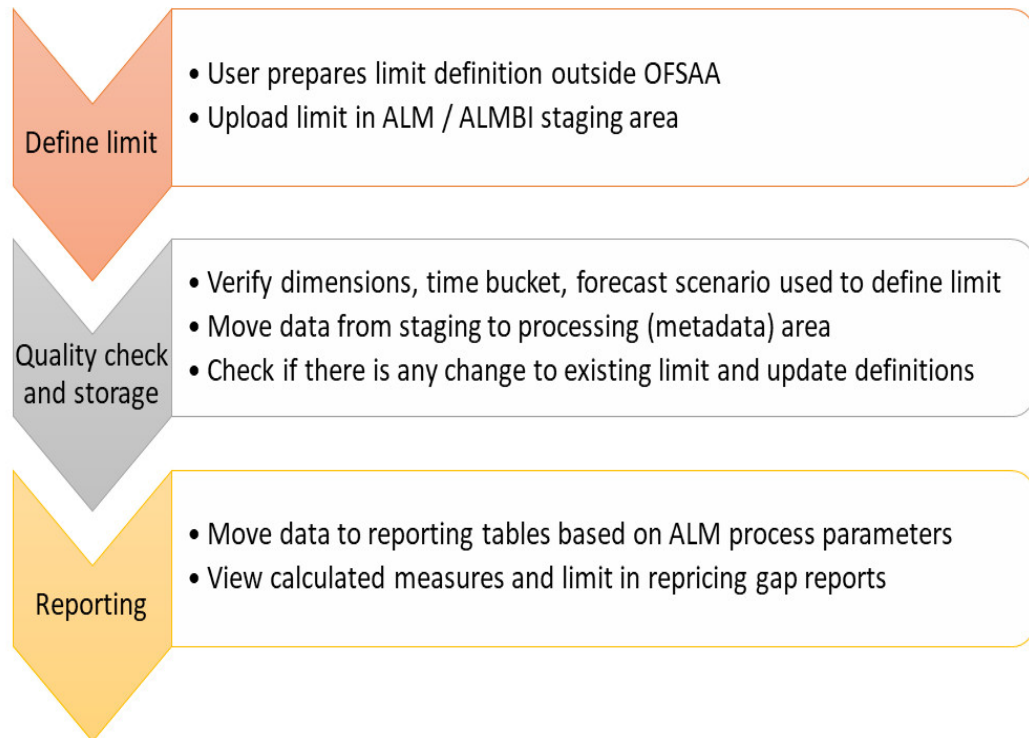 Define limit
• User prepares limit definition outside OFSAA
• Upload limit in ALM / ALMBI staging area
Quality check
and storage
• Verify dimensions, time bucket, forecast scenario used to define limit
• Move data from staging to processing (metadata) area
• Check if there is any change to existing limit and update definitions
Reporting
• Move data to reporting tables based on ALM process parameters
• View calculated measures and limit in repricing gap reports